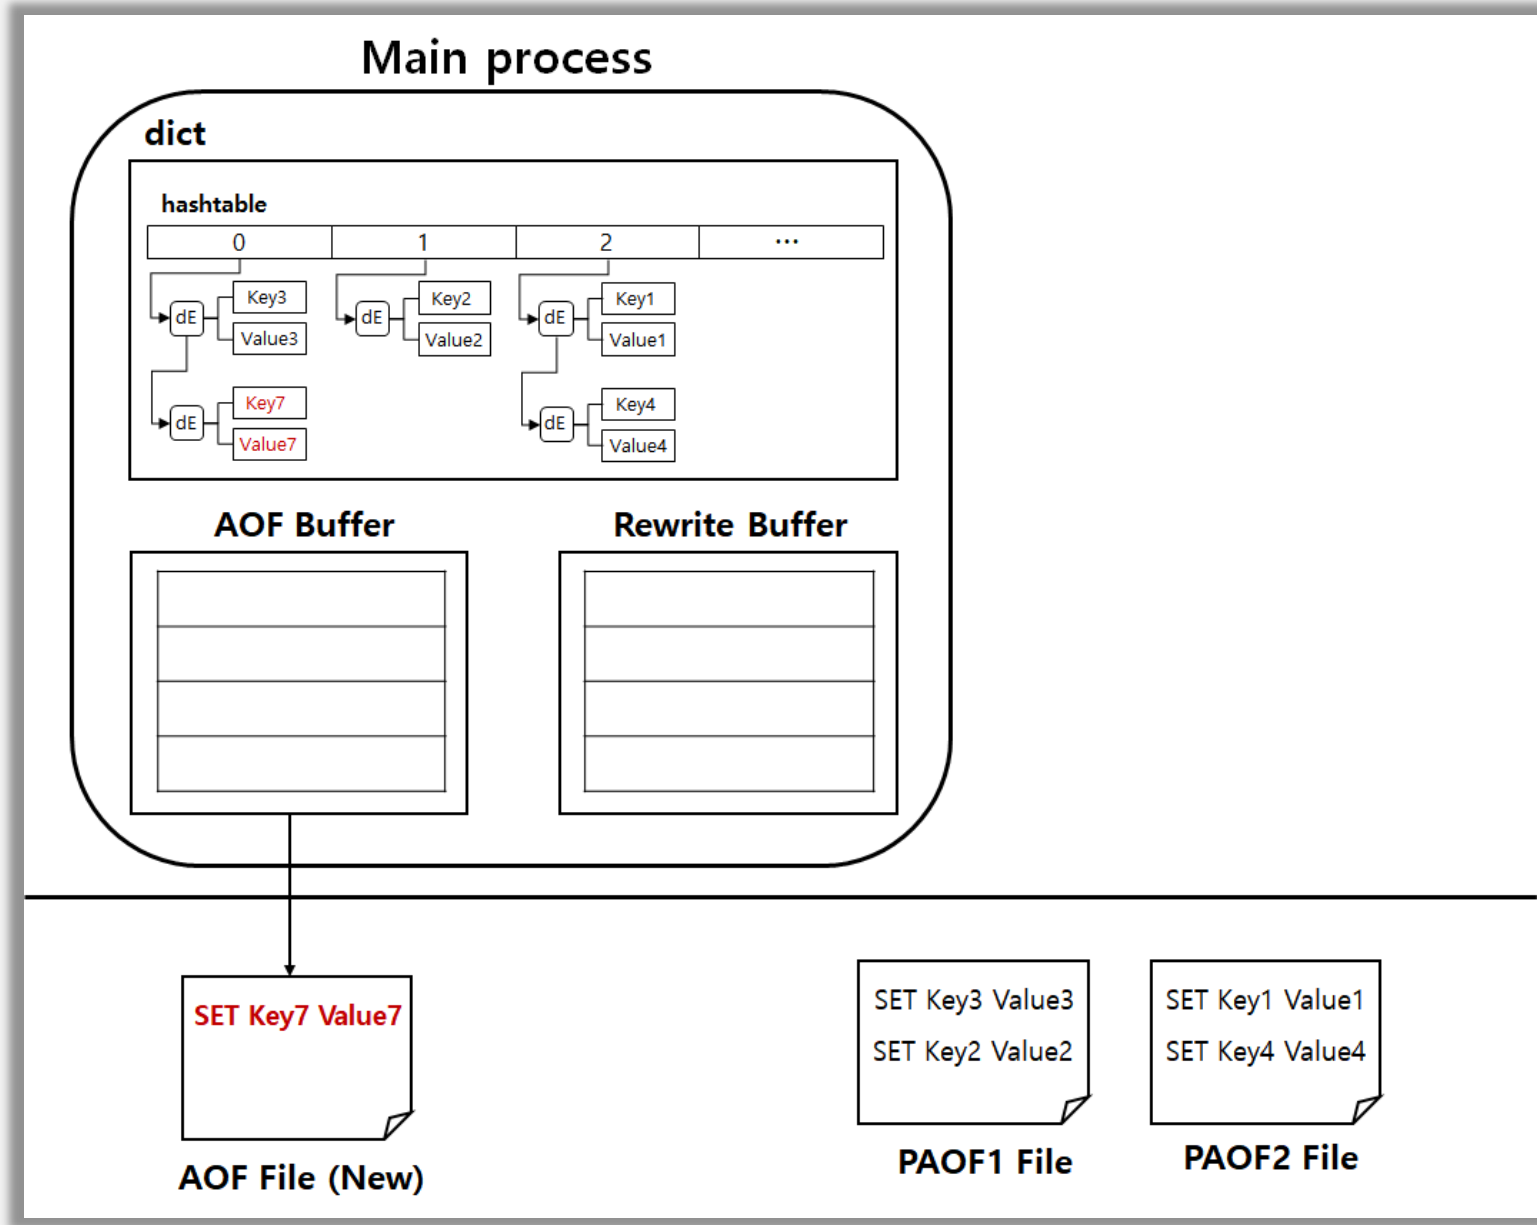 Main process
dict
hashtable
0 1 2 ...
Key3 Key2 Key1
dE dE dE
Value3 Value2 Value1
Key7 Key4
dE dE
Value7 Value4
AOF Buffer Rewrite Buffer
SET Key7 Value7
AOF File (New)
SET Key3 Value3
SET Key2 Value2
PAOF1 File
SET Key1 Value1
SET Key4 Value4
PAOF2 File